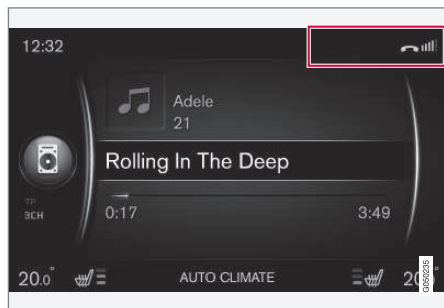 12:32
Adele
21
Rolling In The Deep
TP
3CH
0:17
3:49
20.0°
AUTO CLIMATE
20 °
G050235